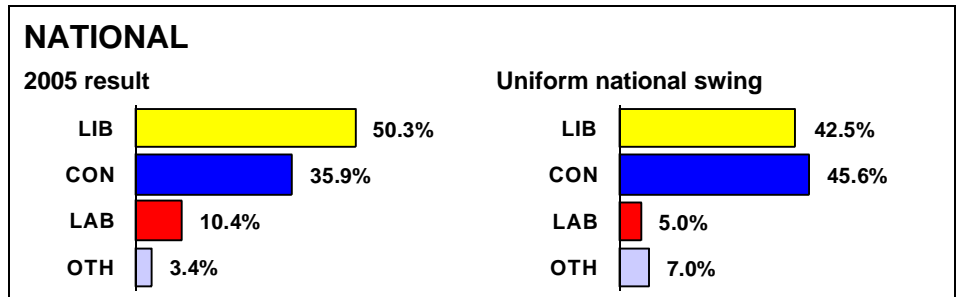 NATIONAL
2005 result
LIB 50.3%
CON 35.9%
LAB 10.4%
OTH 3.4%
Uniform national swing
LIB 42.5%
CON 45.6%
LAB 5.0%
OTH 7.0%